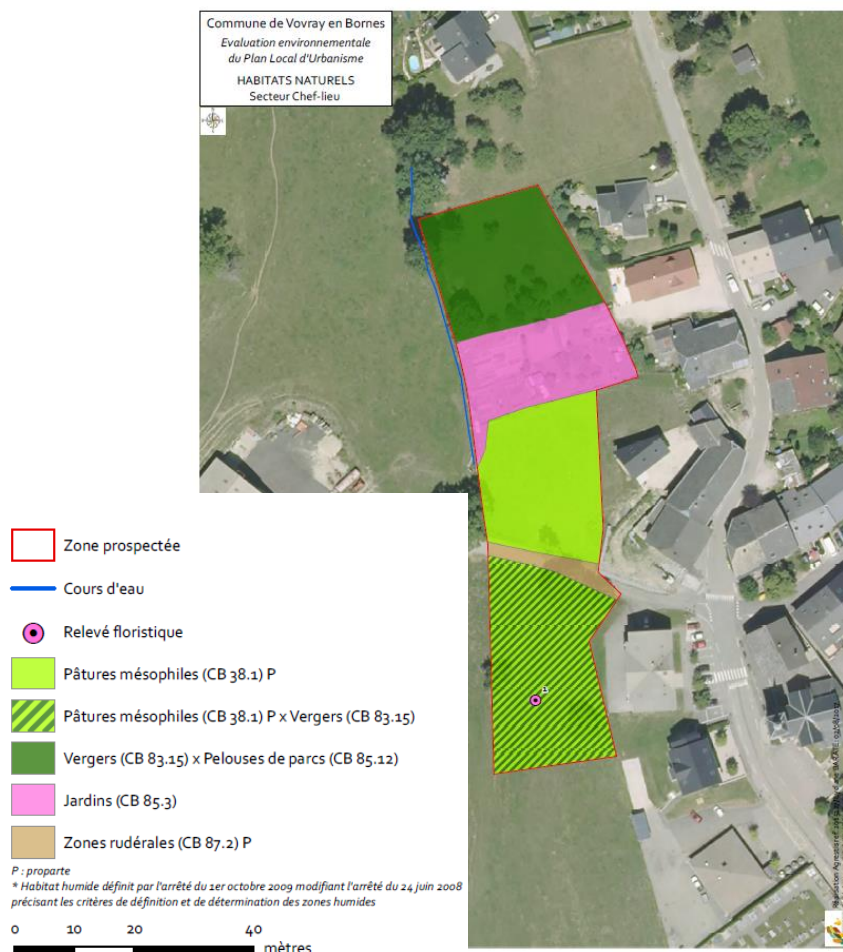 Commune de Vovray en Bornes
Evaluation environnementale
du Plan Local d'Urbanisme
HABITATS NATURELS
Secteur Chef-lieu
Zone prospectée
Cours d'eau
Relevé floristique
Pâtures mésophiles (CB 38.1) P
Pâtures mésophiles (CB 38.1) P x Vergers (CB 83.15)
Vergers (CB 83.15) x Pelouses de parcs (CB 85.12)
Jardins (CB 85.3)
Zones rudérales (CB 87.2) P
P : proparte
* Habitat humide définit par l'arrêté du 1er octobre 2009 modifiant l'arrêté du 24 juin 2008
précisant les critères de définition et de détermination des zones humides
0 10 20 40
mètres